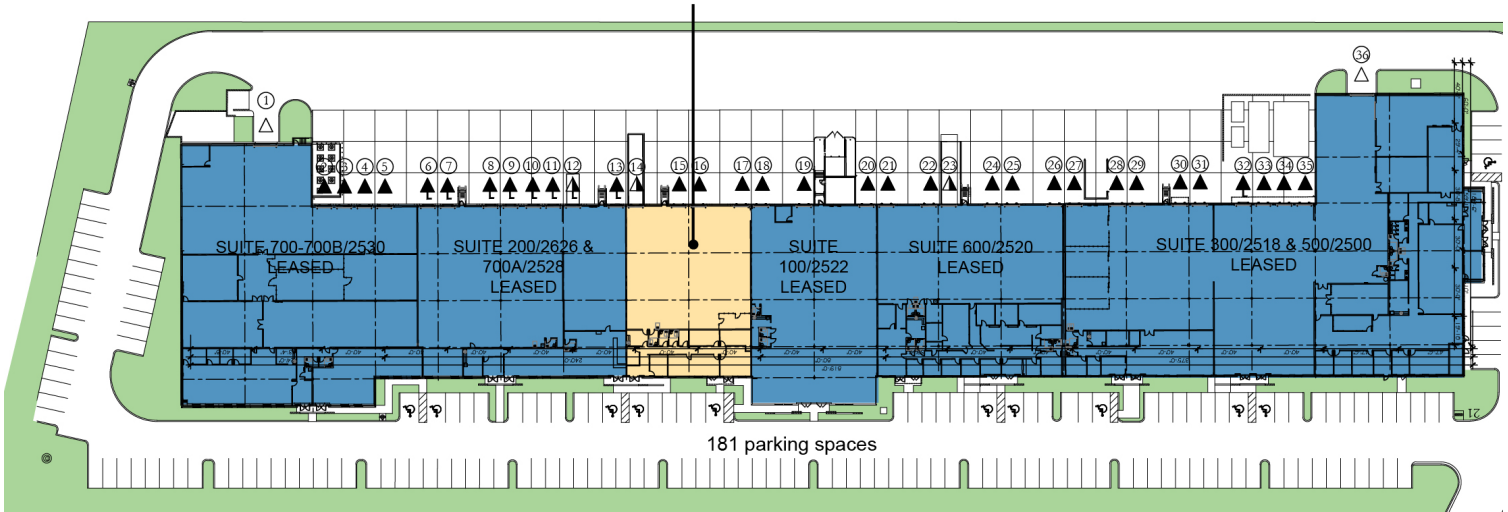 1
36
2 3 4 5 6 7 8 9 10 11 12 13 14 15 16 17 18 19 20 21 22 23 24 25 26 27 28 29 30 31 32 33 34 35
SUITE 700-700B/2530
LEASED
SUITE 200/2626 &
700A/2528
LEASED
SUITE
100/2522
LEASED
SUITE 600/2520
LEASED
SUITE 300/2518 & 500/2500
LEASED
181 parking spaces
21